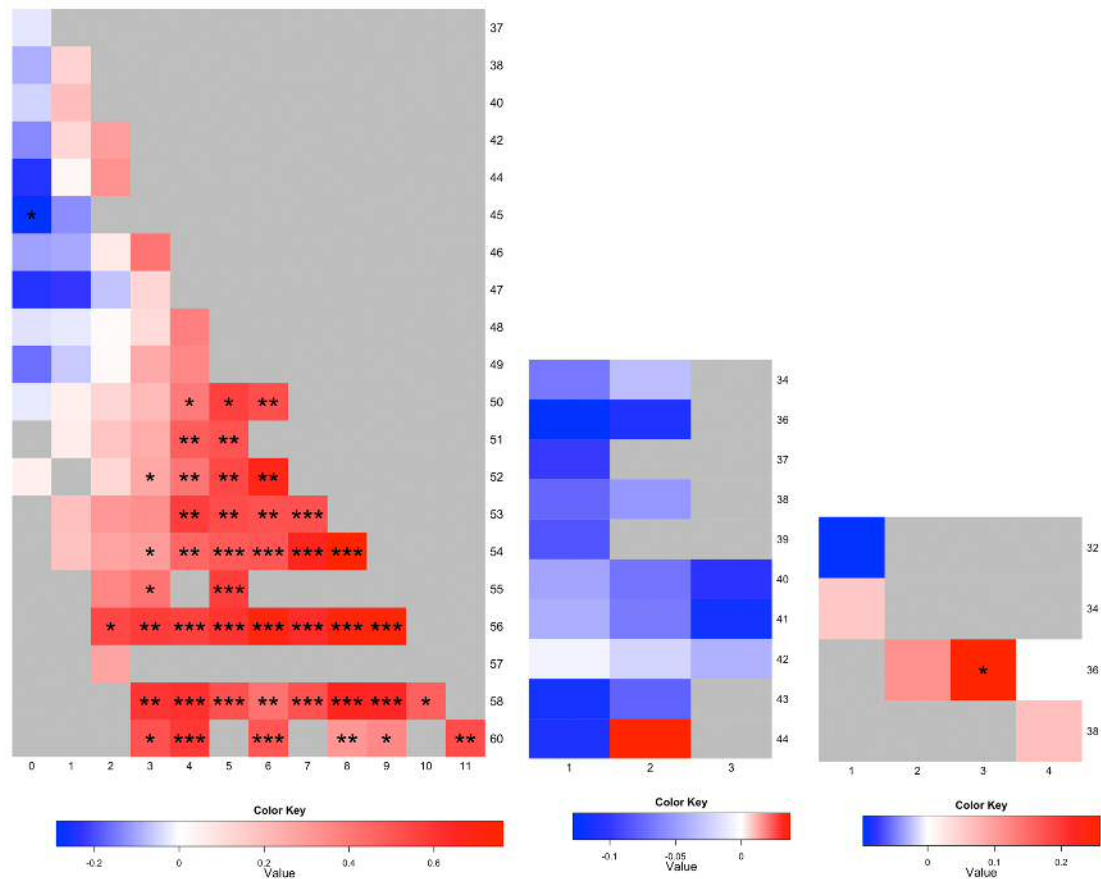 37
38
40
42
44
* 45
46
47
48
49
* * ** 50
** ** 51
* ** ** ** 52
** ** ** *** 53
* ** *** *** *** *** 54
* *** 55
* ** *** *** *** *** *** *** 56
57
** *** *** ** *** *** *** * 58
* *** *** ** * ** 60
0 1 2 3 4 5 6 7 8 9 10 11
Color Key
-0.2 0 0.2 0.4 0.6
Value
34
36
37
38
39
40
41
42
43
44
1 2 3
Color Key
-0.1 -0.05 0
Value
32
34
* 36
38
1 2 3 4
Color Key
0 0.1 0.2
Value